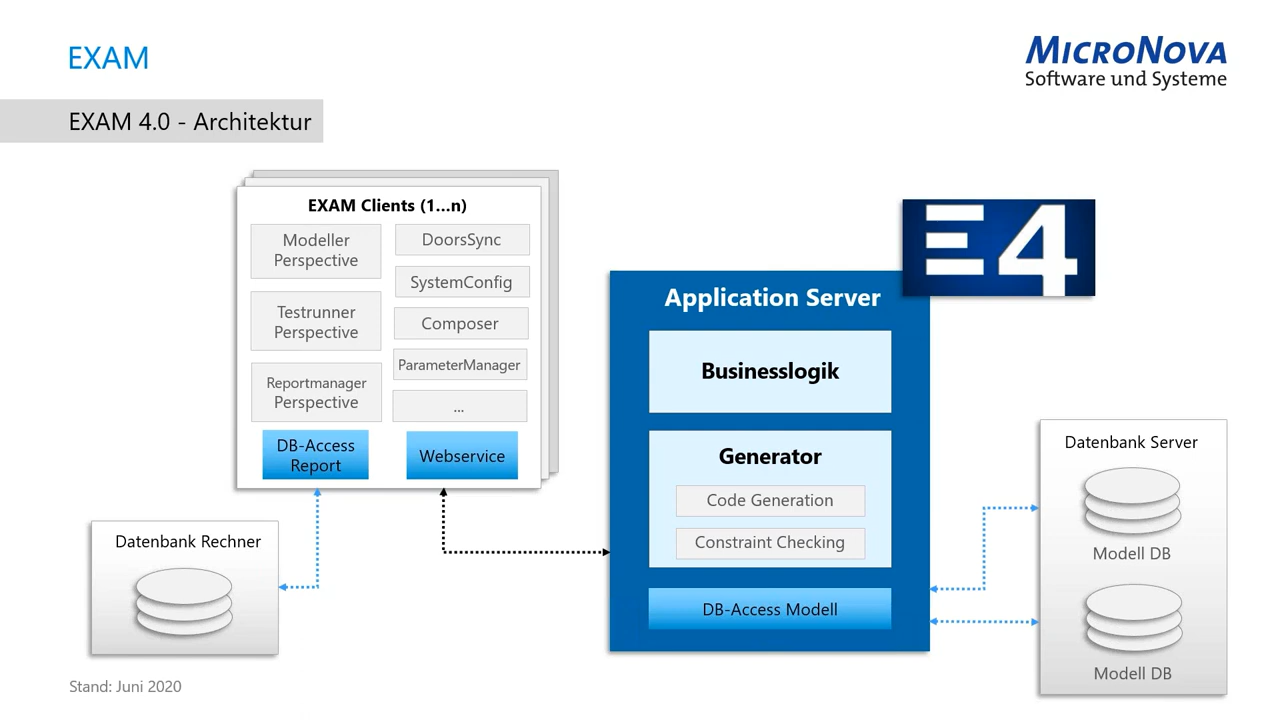 EXAM
MICRONOVA
Software und Systeme
EXAM 4.0 - Architektur
EXAM Clients (1...n)
Modeller
Perspective
Testrunner
Perspective
Reportmanager
Perspective
DB-Access
Report
DoorsSync
SystemConfig
Composer
ParameterManager
...
Webservice
Datenbank Rechner
E4
Application Server
Businesslogik
Generator
Code Generation
Constraint Checking
DB-Access Modell
Datenbank Server
Modell DB
Modell DB
Stand: Juni 2020